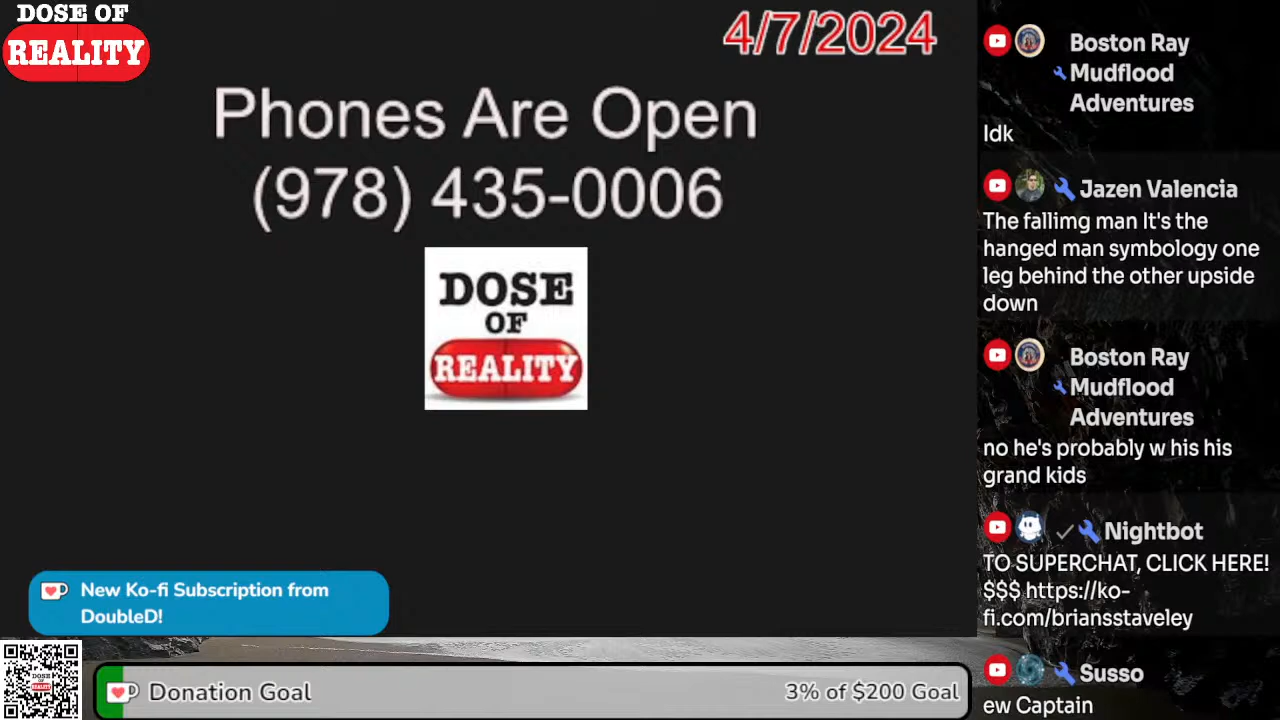 DOSE OF
REALITY
4/7/2024
Phones Are Open
(978) 435-0006
DOSE
OF
REALITY
New Ko-fi Subscription from
DoubleD!
Donation Goal
3% of $200 Goal
Boston Ray
Mudflood
Adventures
Idk
Jazen Valencia
The fallimg man It's the
hanged man symbology one
leg behind the other upside
down
Boston Ray
Mudflood
Adventures
no he's probably w his his
grand kids
Nightbot
TO SUPERCHAT, CLICK HERE!
$$$ https://ko-
fi.com/briansstaveley
Susso
ew Captain